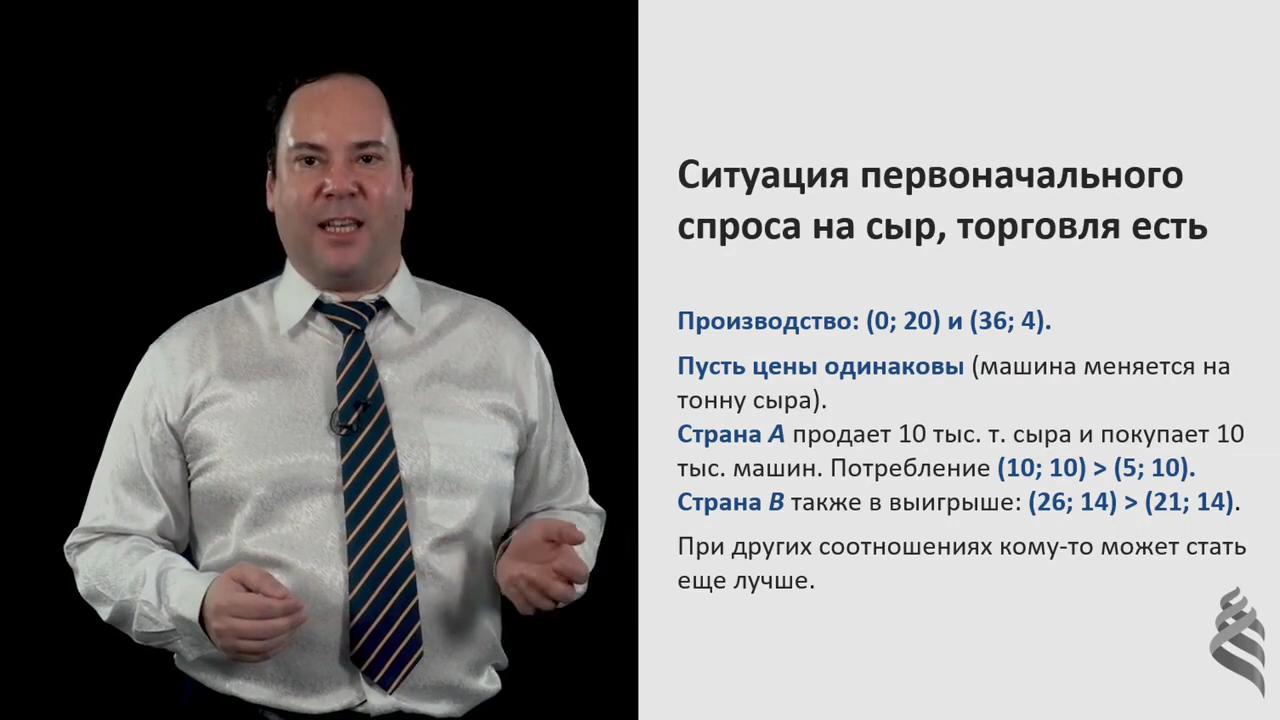 Ситуация первоначального
спроса на сыр, торговля есть
Производство: (0; 20) и (36; 4).
Пусть цены одинаковы (машина меняется на
тонну сыра).
Страна А продает 10 тыс. т. сыра и покупает 10
тыс. машин. Потребление (10; 10) > (5; 10).
Страна В также в выигрыше: (26; 14) > (21; 14).
При других соотношениях кому-то может стать
еще лучше.